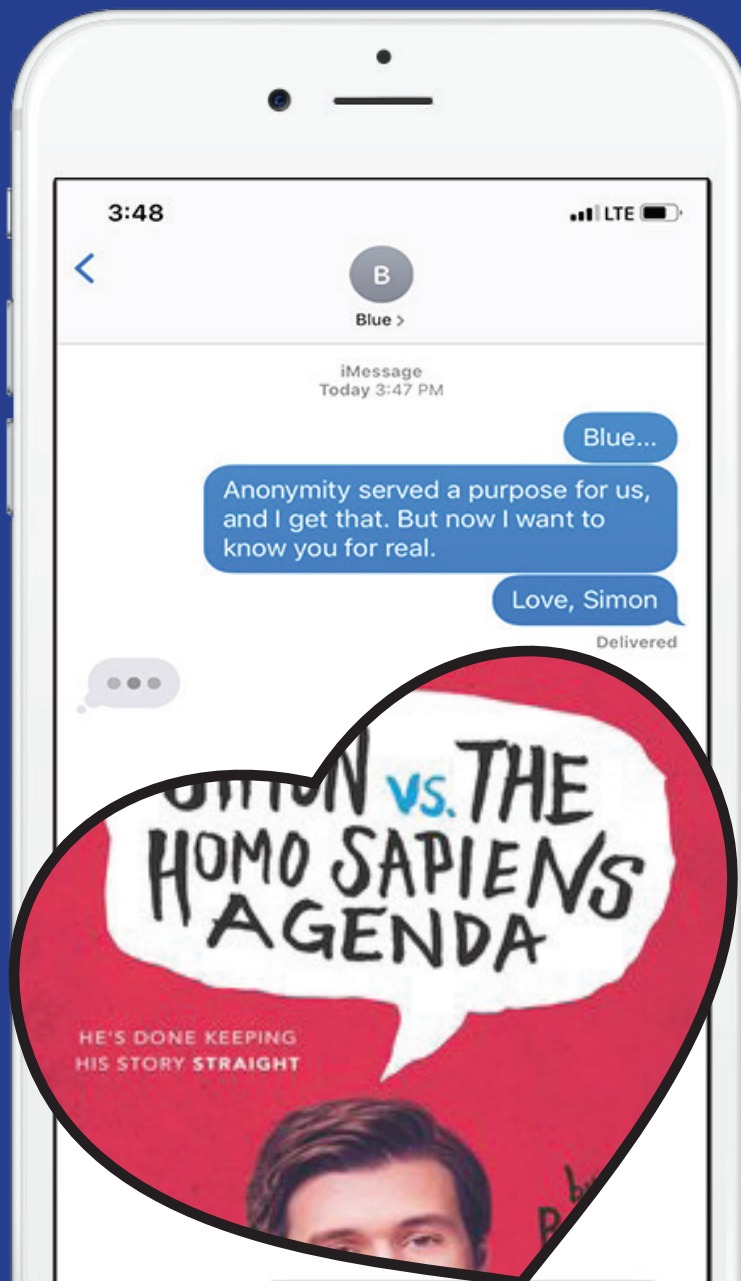 3:48
LTE
B
Blue >
iMessage
Today 3:47 PM
Blue...
Anonymity served a purpose for us,
and I get that. But now I want to
know you for real.
Love, Simon
Delivered
VS. THE
HOMO SAPIENS
AGENDA
HE'S DONE KEEPING
HIS STORY STRAIGHT
by